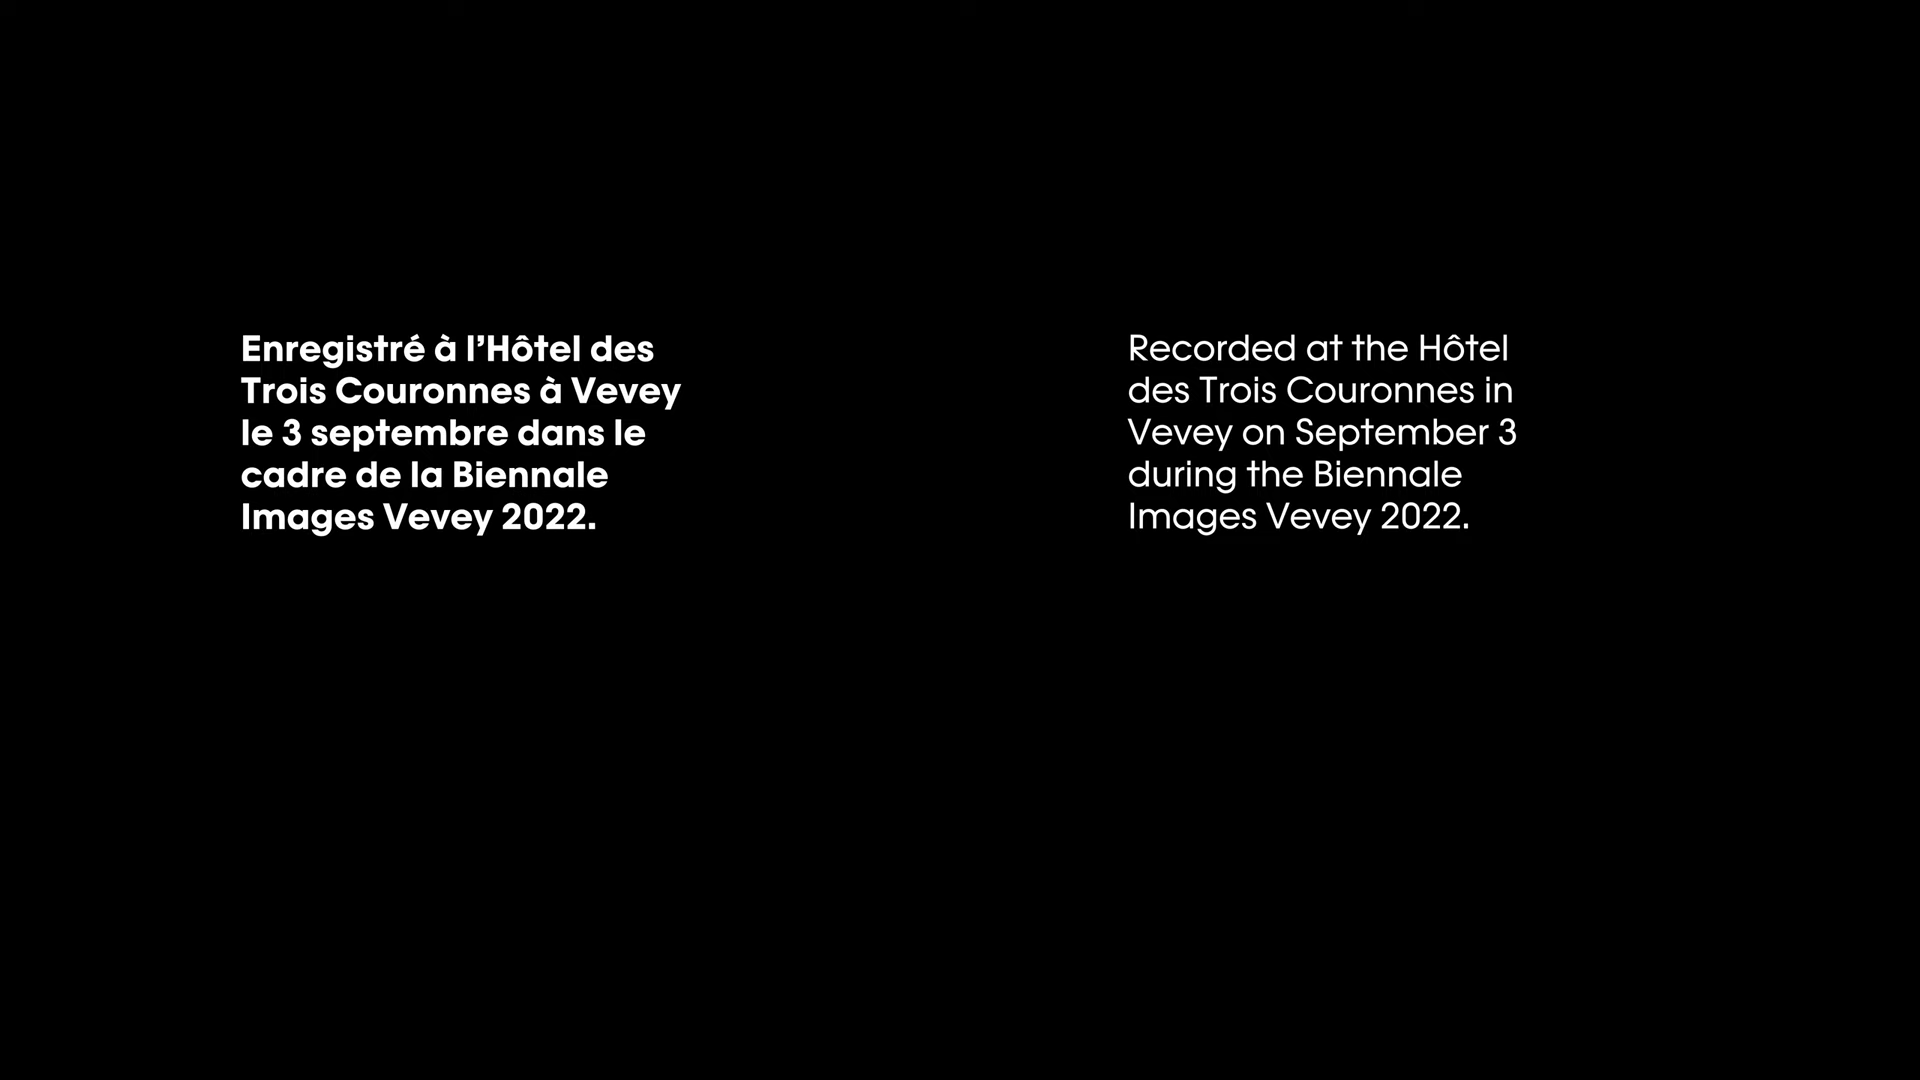 Enregistré à l’Hôtel des
Trois Couronnes à Vevey
le 3 septembre dans le
cadre de la Biennale
Images Vevey 2022.
Recorded at the Hôtel
des Trois Couronnes in
Vevey on September 3
during the Biennale
Images Vevey 2022.